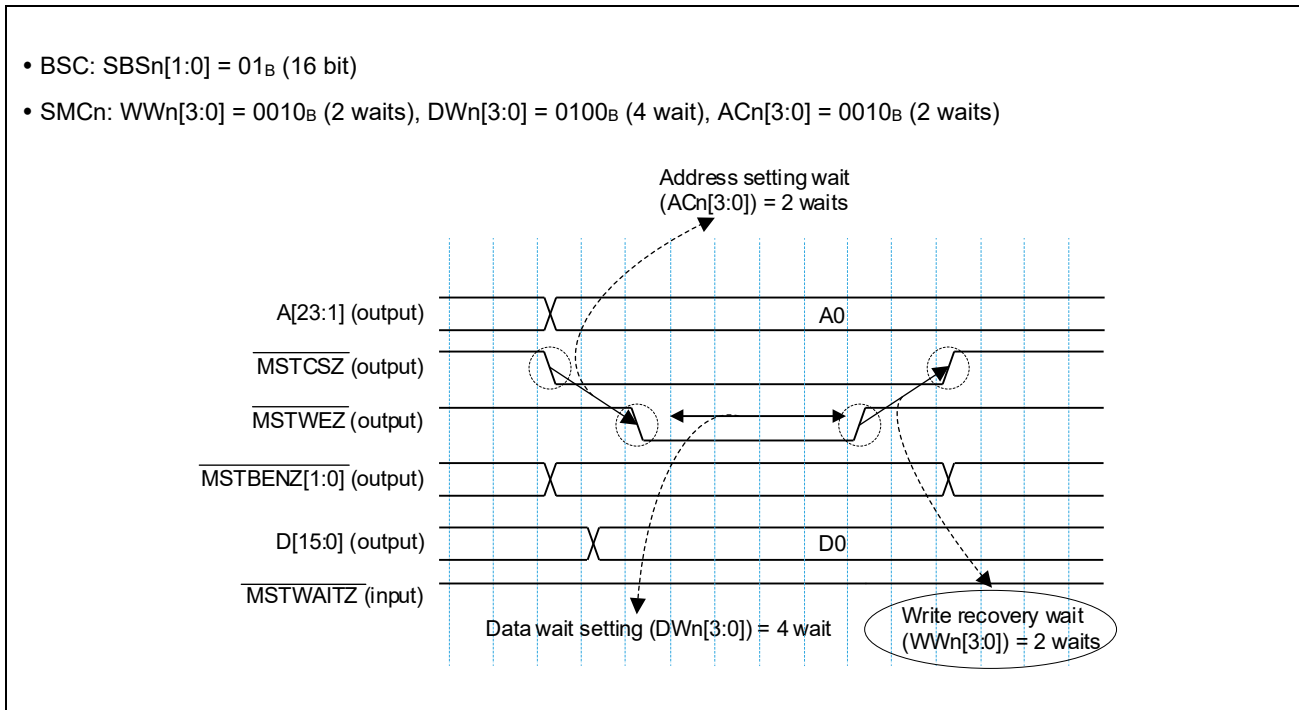 • BSC: SBSn[1:0] = 01B (16 bit)
• SMCn: WWn[3:0] = 0010B (2 waits), DWn[3:0] = 0100B (4 wait), ACn[3:0] = 0010B (2 waits)
Address setting wait
(ACn[3:0]) = 2 waits
A[23:1] (output)
A0
MSTCSZ (output)
MSTWEZ (output)
MSTBENZ[1:0] (output)
D[15:0] (output)
D0
MSTWAITZ (input)
Data wait setting (DWn[3:0]) = 4 wait
Write recovery wait
(WWn[3:0]) = 2 waits